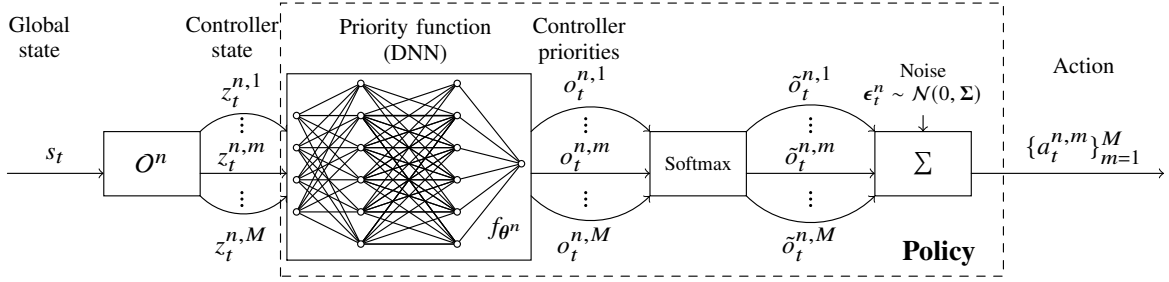 Global
state
Controller
state
Priority function
(DNN)
Controller
priorities
Noise
ϵ_t^n ∼ 𝒩(0, Σ)
Action
z_t^{n,1}
⋮
z_t^{n,m}
⋮
z_t^{n,M}
o_t^{n,1}
⋮
o_t^{n,m}
⋮
o_t^{n,M}
õ_t^{n,1}
⋮
õ_t^{n,m}
⋮
õ_t^{n,M}
s_t
O^n
f_{θ^n}
Softmax
∑
{a_t^{n,m}}_{m=1}^M
Policy